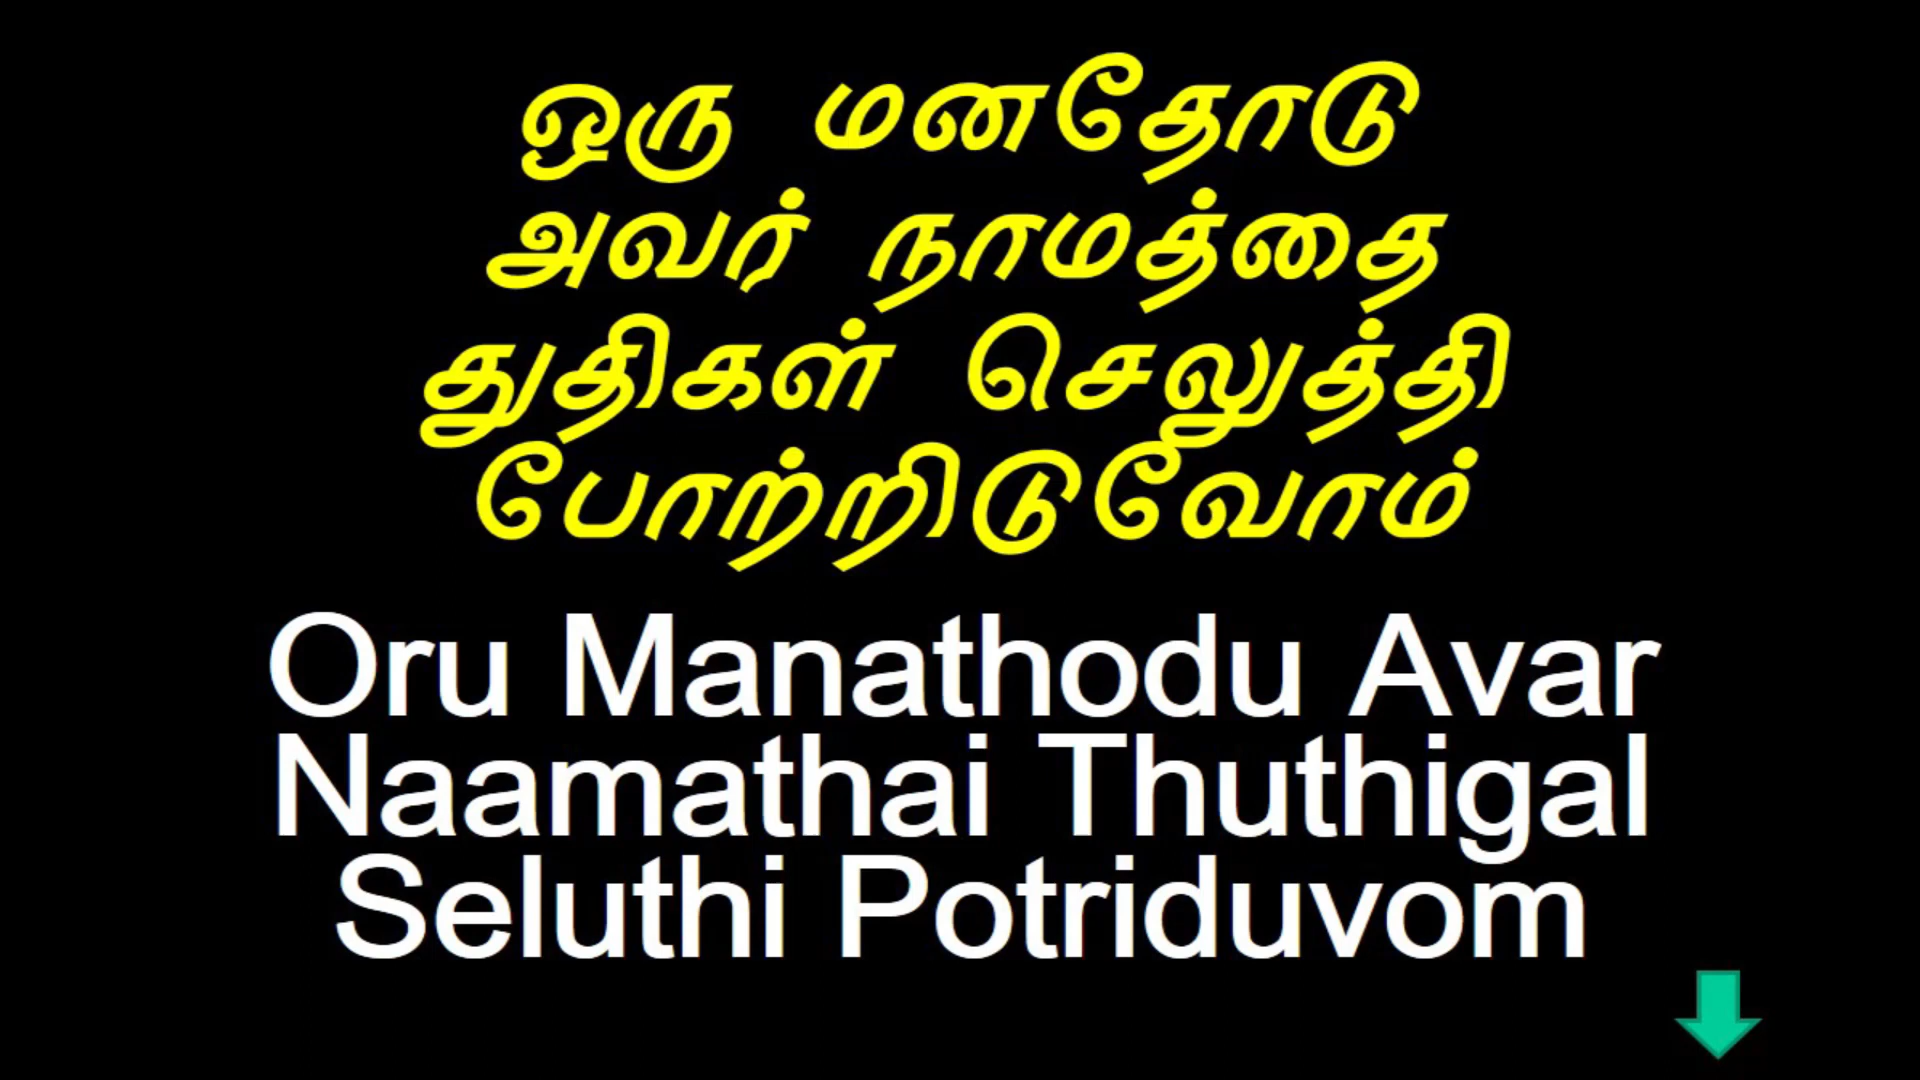 ஒரு மனதோடு
அவர் நாமத்தை
துதிகள் செலுத்தி
போற்றிடுவோம்
Oru Manathodu Avar
Naamathai Thuthigal
Seluthi Potriduvom